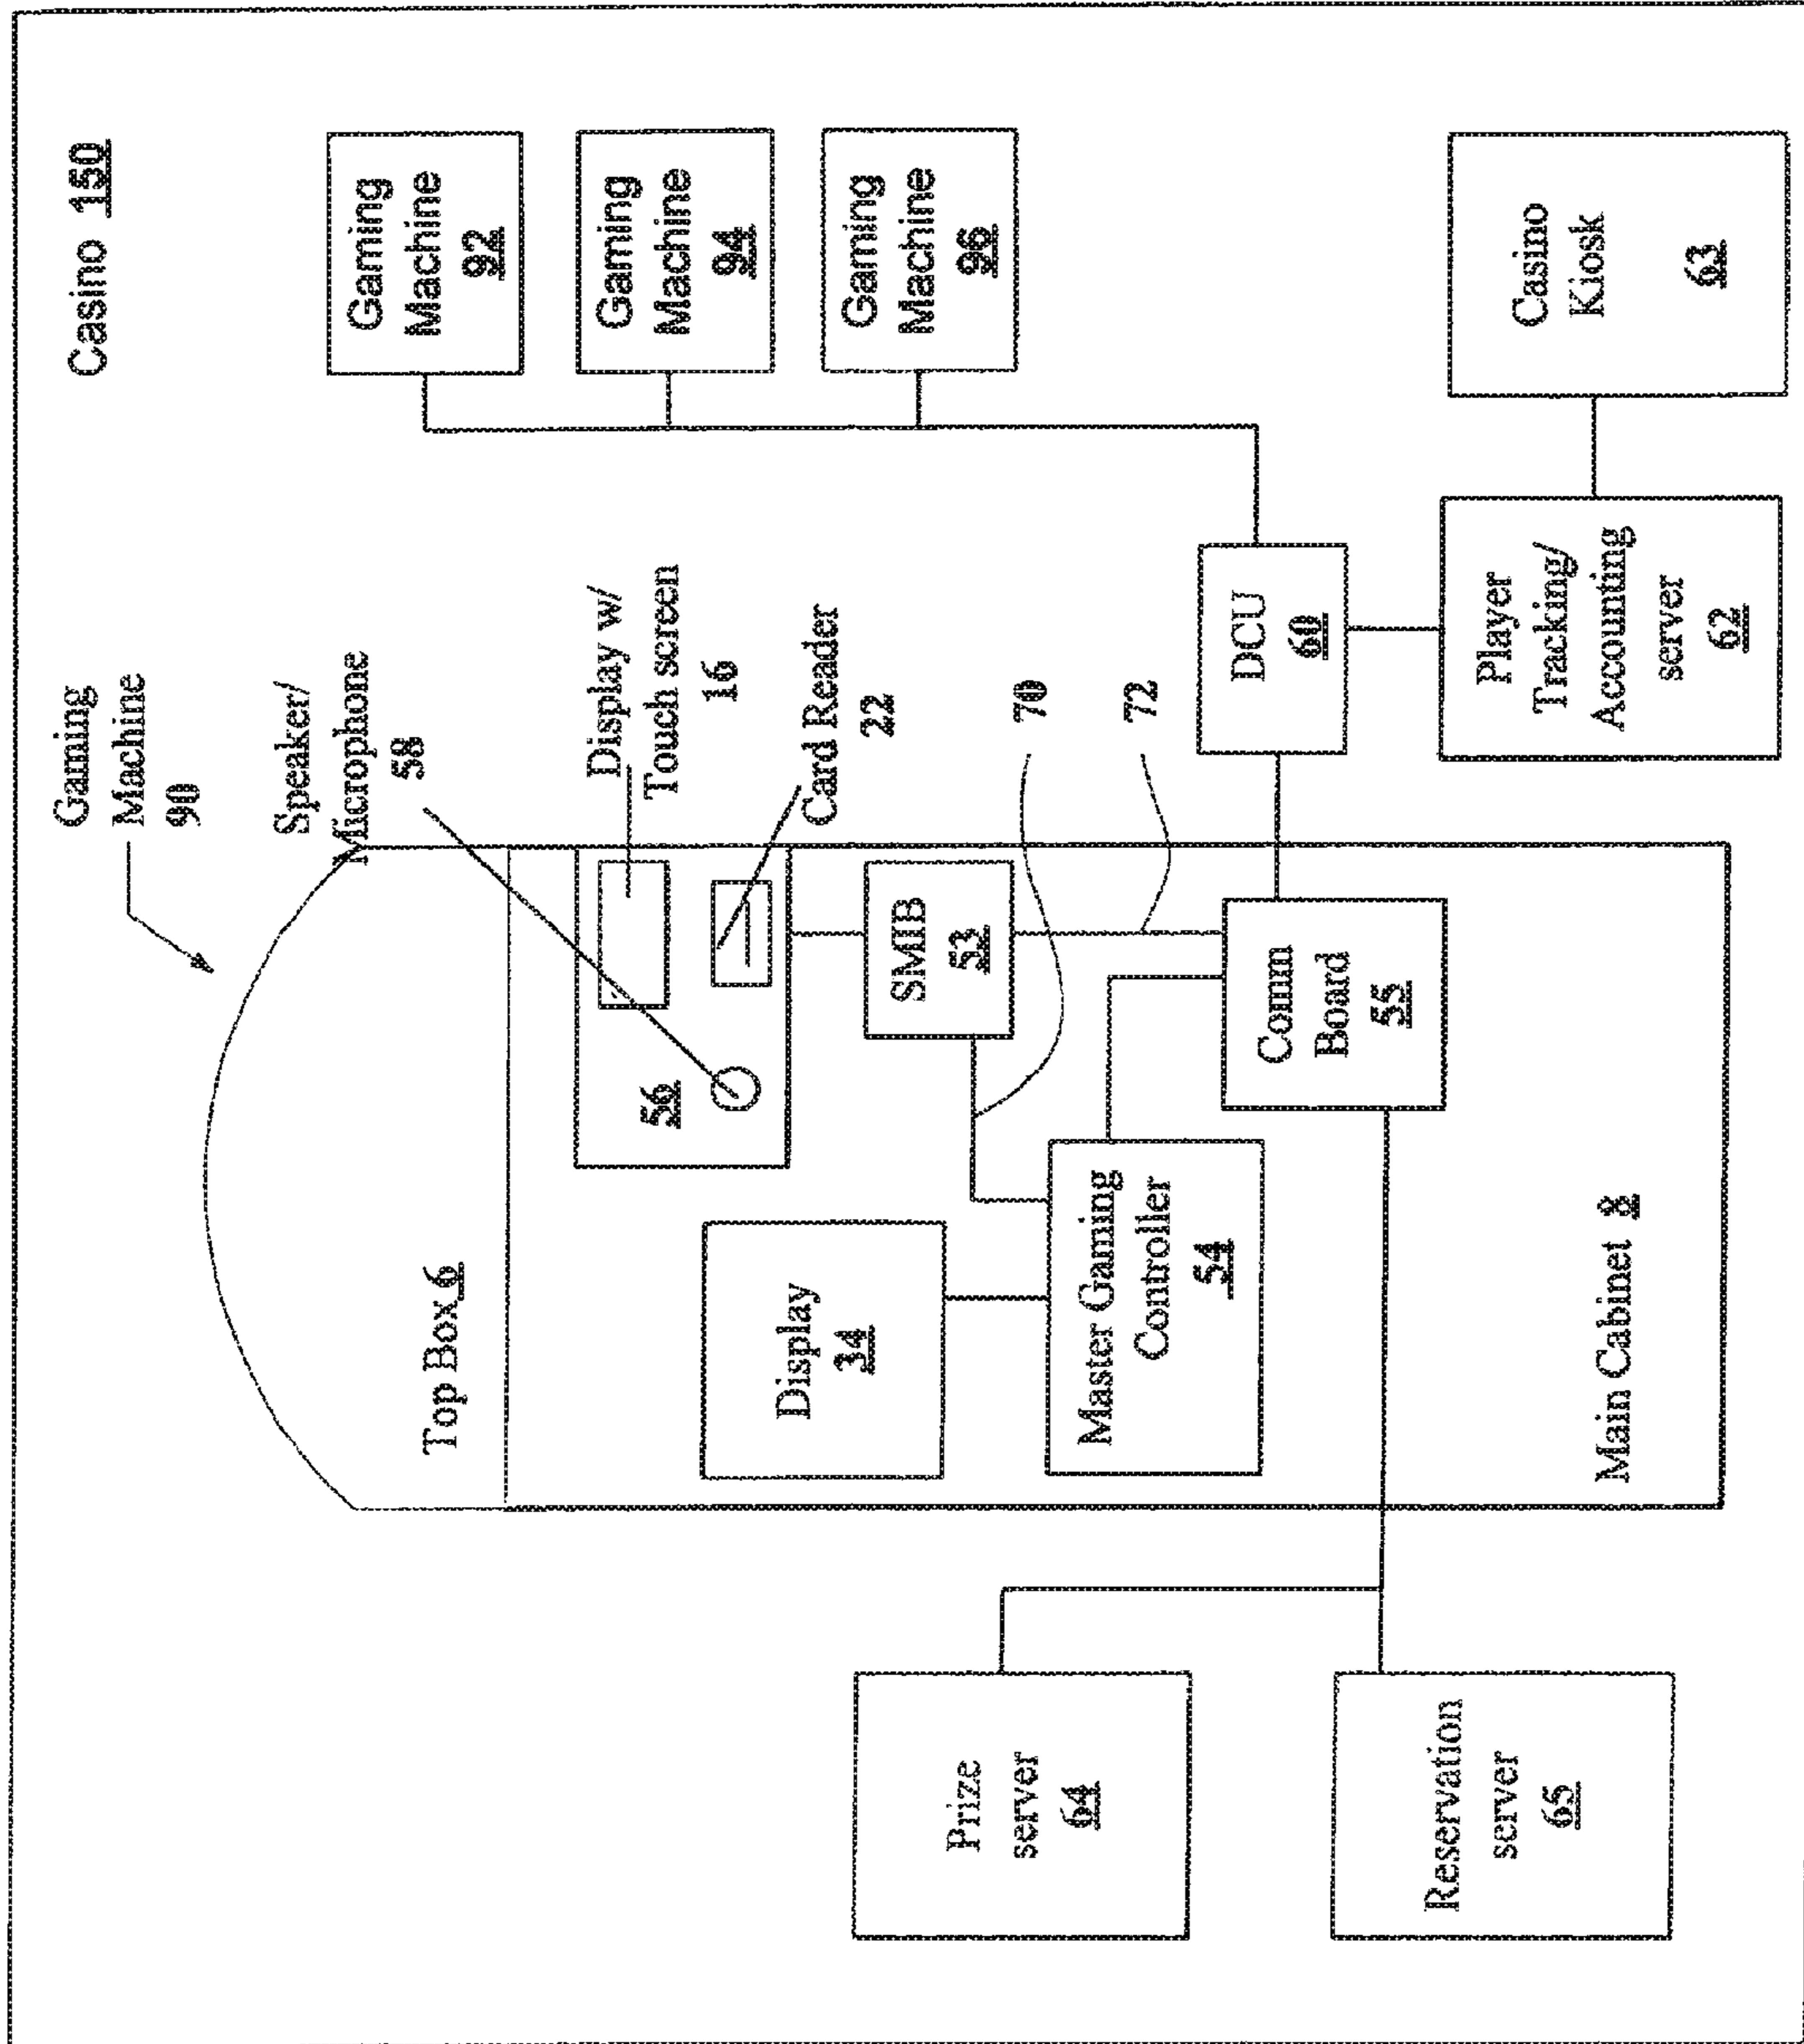 Casino 150
Gaming
Machine
90
Speaker/
Microphone
58
Display w/
Touch screen
16
Card Reader
22
70
72
Top Box 6
56
Display
34
SMIB
53
Master Gaming
Controller
54
Comm
Board
55
Main Cabinet 8
Gaming
Machine
92
Gaming
Machine
94
Gaming
Machine
96
DCU
60
Player
Tracking/
Accounting
server
62
Casino
Kiosk
63
Prize
server
64
Reservation
server
65